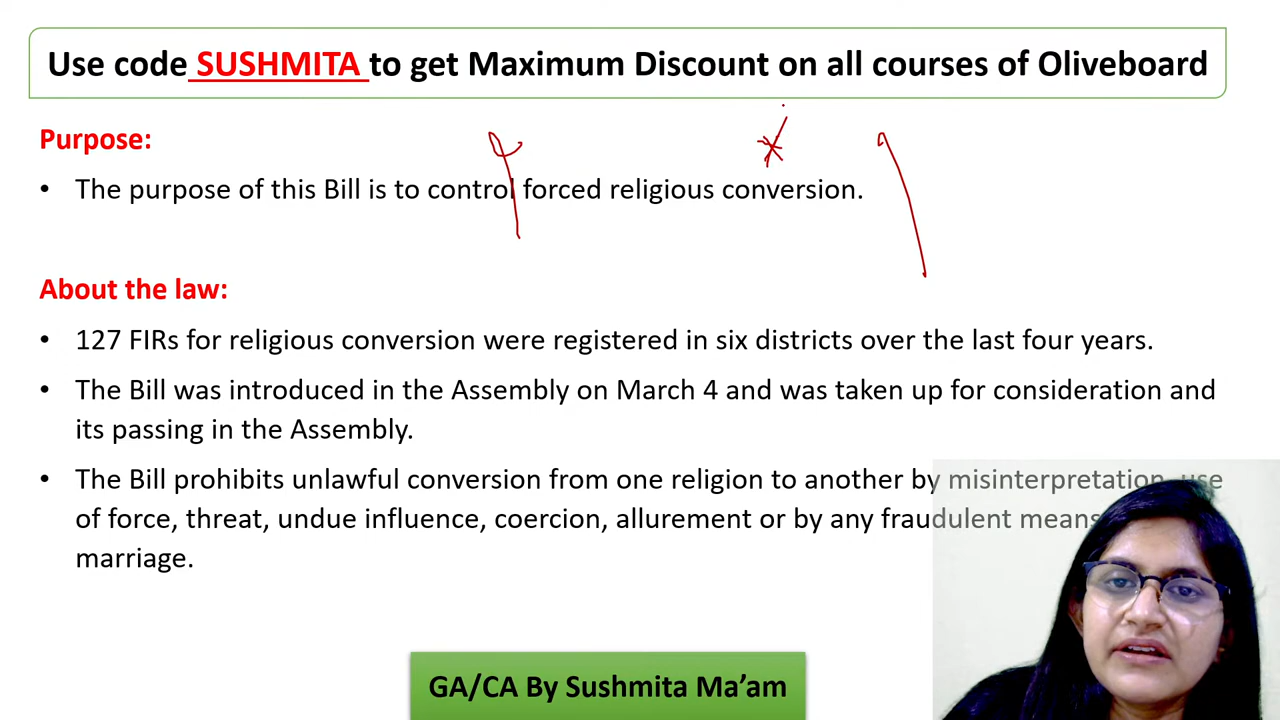 Use code SUSHMITA to get Maximum Discount on all courses of Oliveboard
Purpose:
• The purpose of this Bill is to control forced religious conversion.
About the law:
• 127 FIRs for religious conversion were registered in six districts over the last four years.
• The Bill was introduced in the Assembly on March 4 and was taken up for consideration and
its passing in the Assembly.
• The Bill prohibits unlawful conversion from one religion to another by misinterpretation, use
of force, threat, undue influence, coercion, allurement or by any fraudulent means
marriage.
GA/CA By Sushmita Ma’am